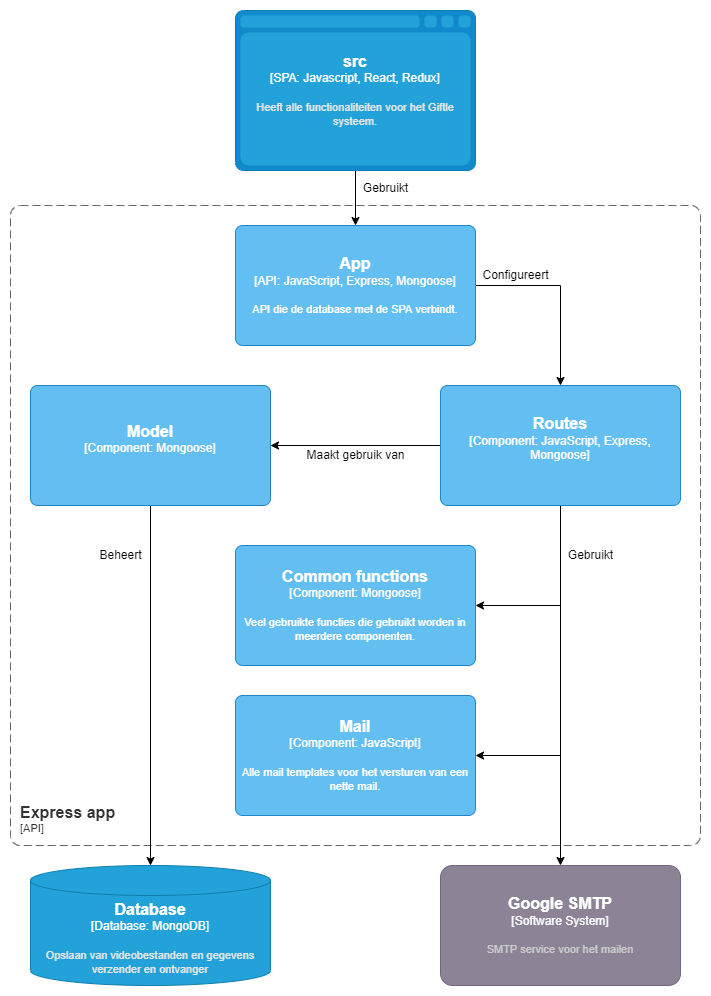 src
[SPA: Javascript, React, Redux]
Heeft alle functionaliteiten voor het Giftle
systeem.
Gebruikt
App
[API: JavaScript, Express, Mongoose]
API die de database met de SPA verbindt.
Configureert
Model
[Component: Mongoose]
Routes
[Component: JavaScript, Express,
Mongoose]
Maakt gebruik van
Beheert
Gebruikt
Common functions
[Component: Mongoose]
Veel gebruikte functies die gebruikt worden in
meerdere componenten.
Mail
[Component: JavaScript]
Alle mail templates voor het versturen van een
nette mail.
Express app
[API]
Database
[Database: MongoDB]
Opslaan van videobestanden en gegevens
verzender en ontvanger
Google SMTP
[Software System]
SMTP service voor het mailen